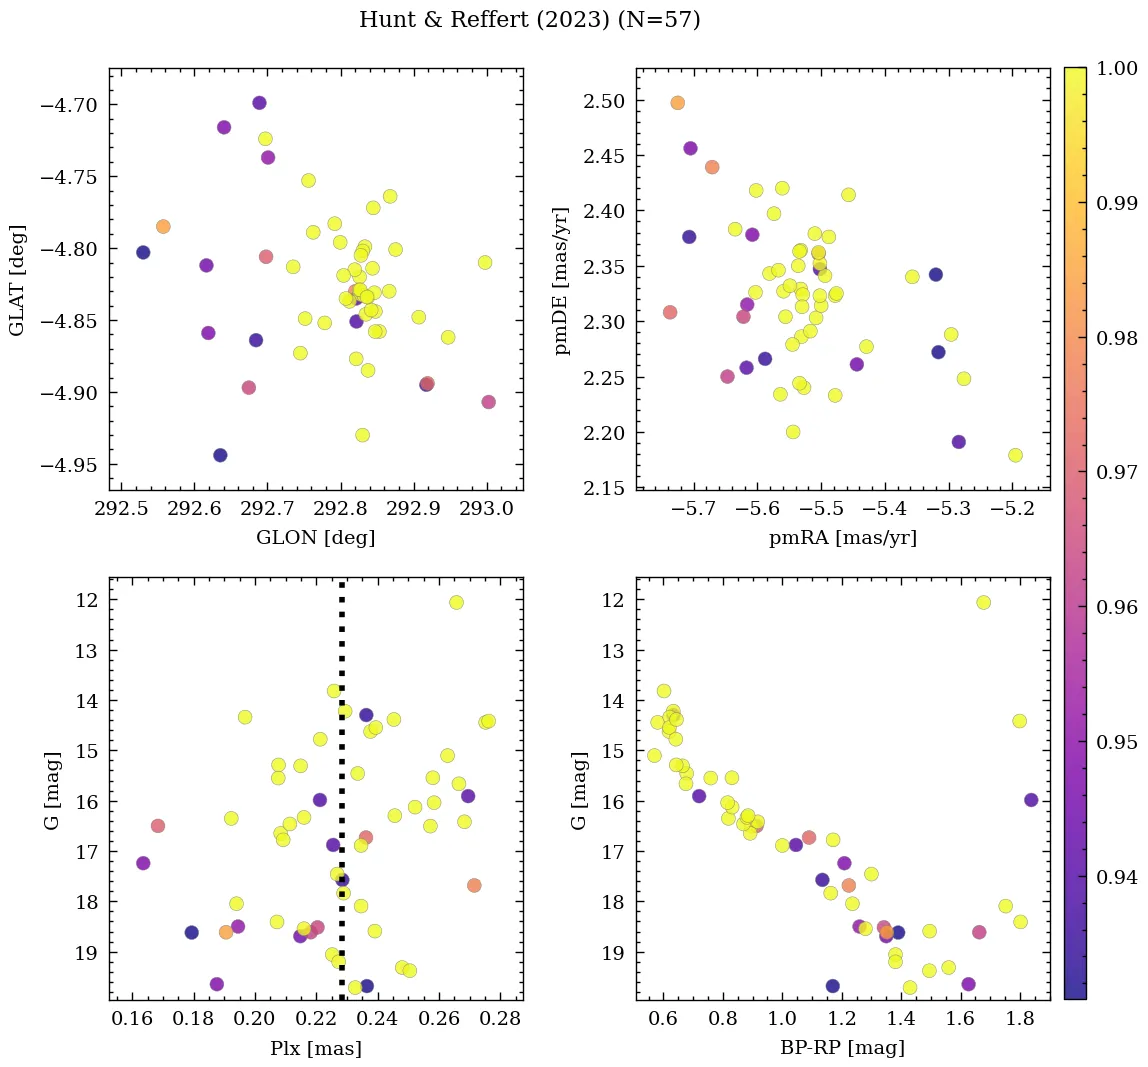 Hunt & Reffert (2023) (N=57)
−4.70
−4.75
−4.80
−4.85
−4.90
−4.95
GLAT [deg]
292.5 292.6 292.7 292.8 292.9 293.0
GLON [deg]
2.50
2.45
2.40
2.35
2.30
2.25
2.20
2.15
pmDE [mas/yr]
−5.7 −5.6 −5.5 −5.4 −5.3 −5.2
pmRA [mas/yr]
12
13
14
15
16
17
18
19
G [mag]
0.16 0.18 0.20 0.22 0.24 0.26 0.28
Plx [mas]
12
13
14
15
16
17
18
19
G [mag]
0.6 0.8 1.0 1.2 1.4 1.6 1.8
BP-RP [mag]
1.00
0.99
0.98
0.97
0.96
0.95
0.94